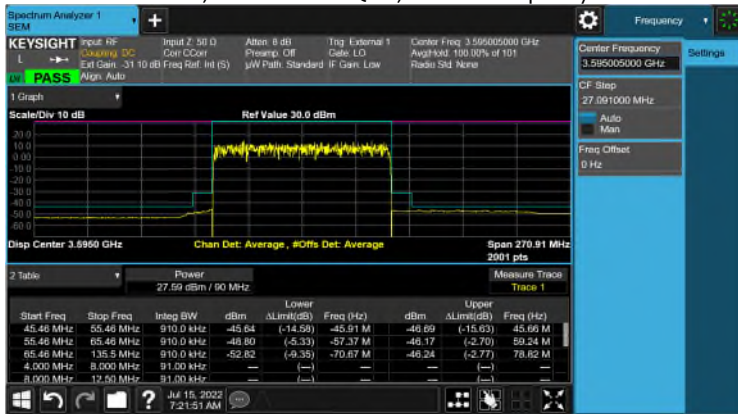 Spectrum Analyzer 1
SEM
+
Frequency
KEYSIGHT
L
PASS
Input: RF
Coupling: DC
Ext Gain: -31.10 dB
Align: Auto
Input Z: 50 Ω
Corr CCorr
Freq Ref: Int (S)
Atten: 8 dB
Preamp: Off
µW Path: Standard
Trig: External 1
Gate: LO
IF Gain: Low
Center Freq: 3.595005000 GHz
Avg|Hold: 100.00% of 101
Radio Std: None
Center Frequency
3.595005000 GHz
Settings
CF Step
27.091000 MHz
Auto
Man
Freq Offset
0 Hz
1 Graph
Scale/Div 10 dB
Ref Value 30.0 dBm
20.0
10.0
0.00
-10.0
-20.0
-30.0
-40.0
-50.0
-60.0
Disp Center 3.5950 GHz
Chan Det: Average , #Offs Det: Average
Span 270.91 MHz
2001 pts
2 Table
Power
27.59 dBm / 90 MHz
Measure Trace
Trace 1
Lower Upper
Start Freq Stop Freq Integ BW dBm ΔLimit(dB) Freq (Hz) dBm ΔLimit(dB) Freq (Hz)
45.46 MHz 55.46 MHz 910.0 kHz -45.64 (-14.58) -45.91 M -46.69 (-15.63) 45.66 M
55.46 MHz 65.46 MHz 910.0 kHz -48.80 (-5.33) -57.37 M -46.17 (-2.70) 59.24 M
65.46 MHz 135.5 MHz 910.0 kHz -52.82 (-9.35) -70.67 M -46.24 (-2.77) 78.82 M
4.000 MHz 8.000 MHz 91.00 kHz — (—) — (—)
8.000 MHz 12.50 MHz 91.00 kHz — (—) — (—)
?
Jul 15, 2022
7:21:51 AM